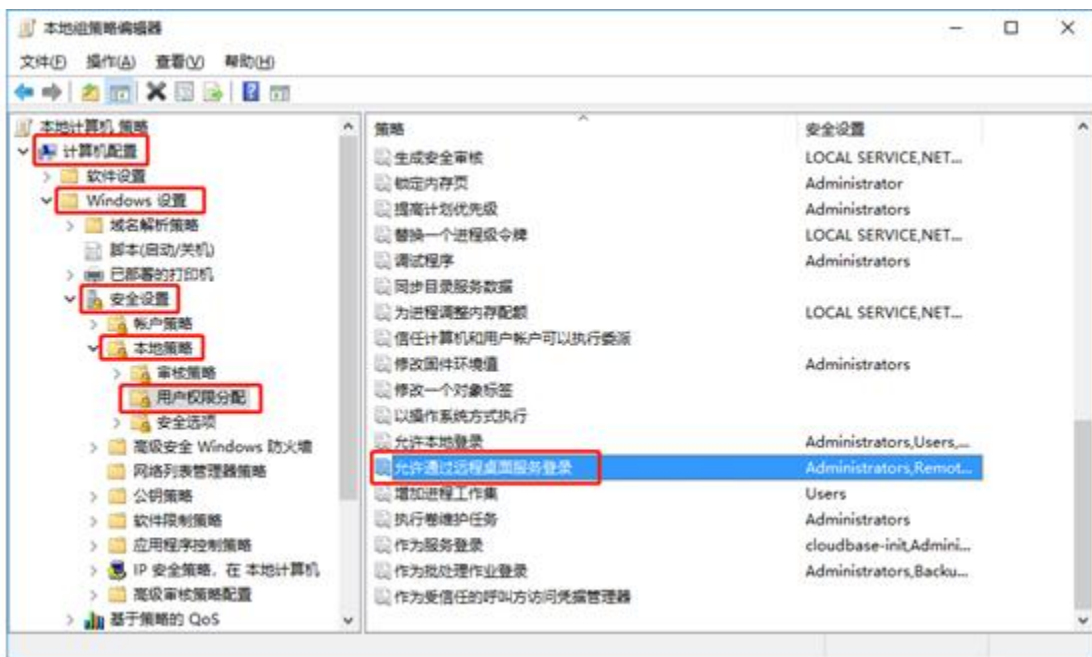 本地组策略编辑器
文件(F) 操作(A) 查看(V) 帮助(H)
本地计算机 策略
计算机配置
软件设置
Windows 设置
域名解析策略
脚本(启动/关机)
已部署的打印机
安全设置
帐户策略
本地策略
审核策略
用户权限分配
安全选项
高级安全 Windows 防火墙
网络列表管理器策略
公钥策略
软件限制策略
应用程序控制策略
IP 安全策略，在 本地计算机
高级审核策略配置
基于策略的 QoS
策略 安全设置
生成安全审核 LOCAL SERVICE,NET...
锁定内存页 Administrator
提高计划优先级 Administrators
替换一个进程级令牌 LOCAL SERVICE,NET...
调试程序 Administrators
同步目录服务数据
为进程调整内存配额 LOCAL SERVICE,NET...
信任计算机和用户帐户可以执行委派
修改固件环境值 Administrators
修改一个对象标签
以操作系统方式执行
允许本地登录 Administrators,Users,...
允许通过远程桌面服务登录 Administrators,Remot...
增加进程工作集 Users
执行卷维护任务 Administrators
作为服务登录 cloudbase-init,Admini...
作为批处理作业登录 Administrators,Backu...
作为受信任的呼叫方访问凭据管理器